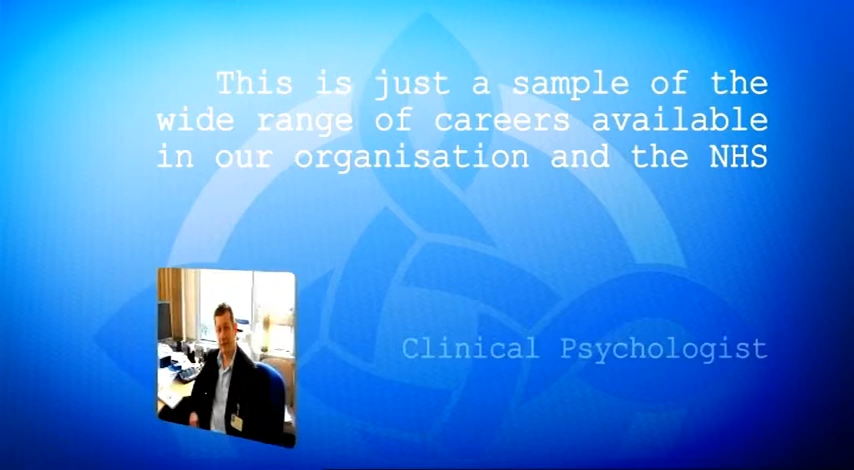 This is just a sample of the
wide range of careers available
in our organisation and the NHS
Clinical Psychologist